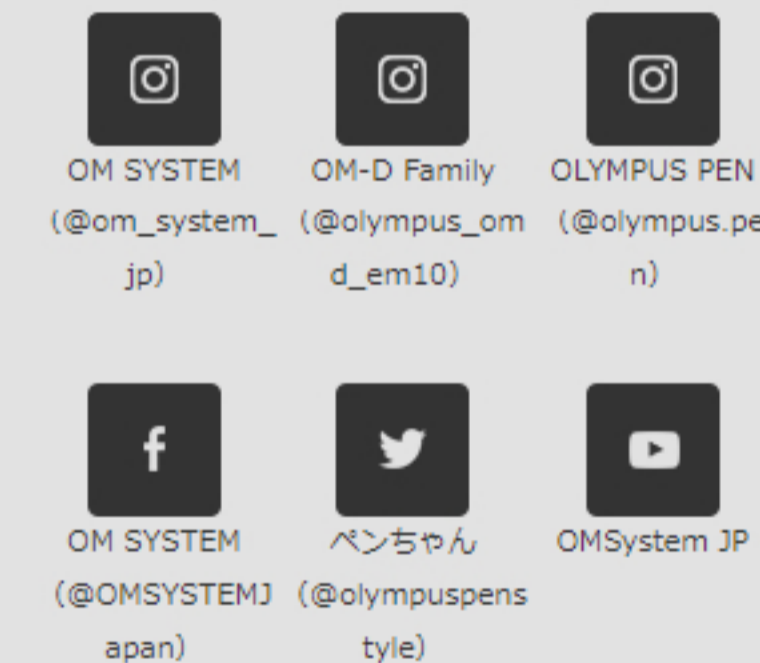 OM SYSTEM
(@om_system_
jp)
OM-D Family
(@olympus_om
d_em10)
OLYMPUS PEN
(@olympus.pe
n)
OM SYSTEM
(@OMSYSTEMJ
apan)
ペンちゃん
(@olympuspens
tyle)
OMSystem JP